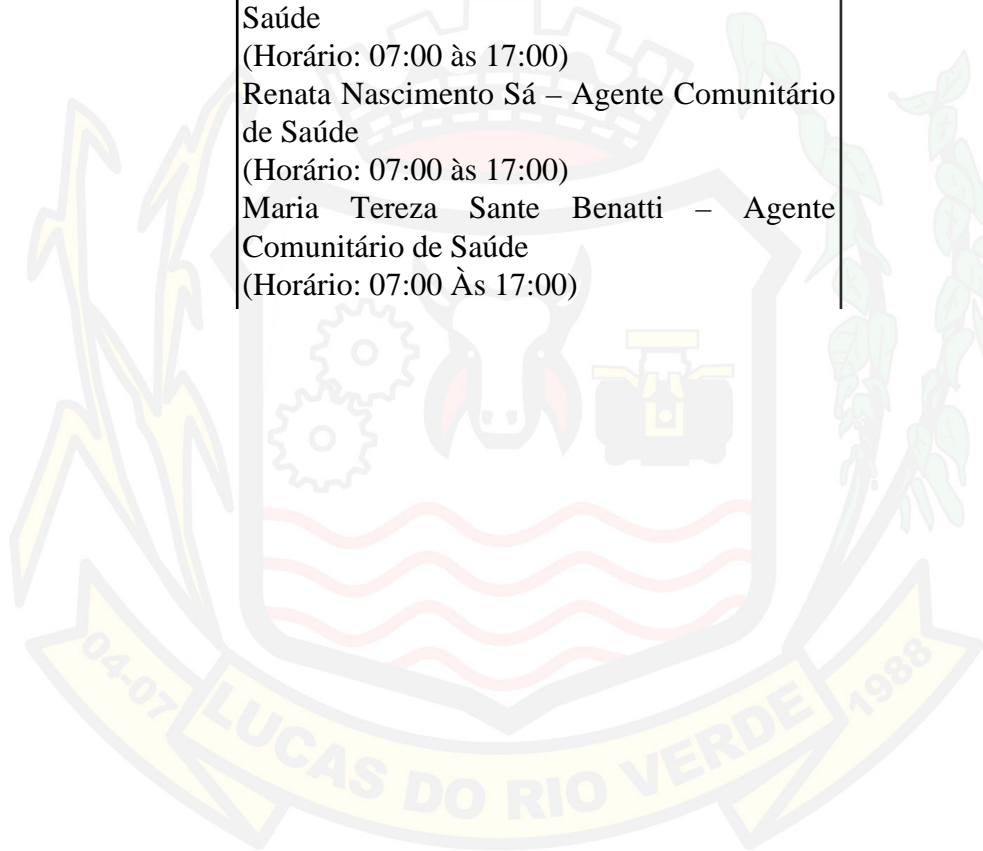 Saúde
(Horário: 07:00 às 17:00)
Renata Nascimento Sá – Agente Comunitário
de Saúde
(Horário: 07:00 às 17:00)
Maria Tereza Sante Benatti – Agente
Comunitário de Saúde
(Horário: 07:00 Às 17:00)
04-07 LUCAS DO RIO VERDE 1988